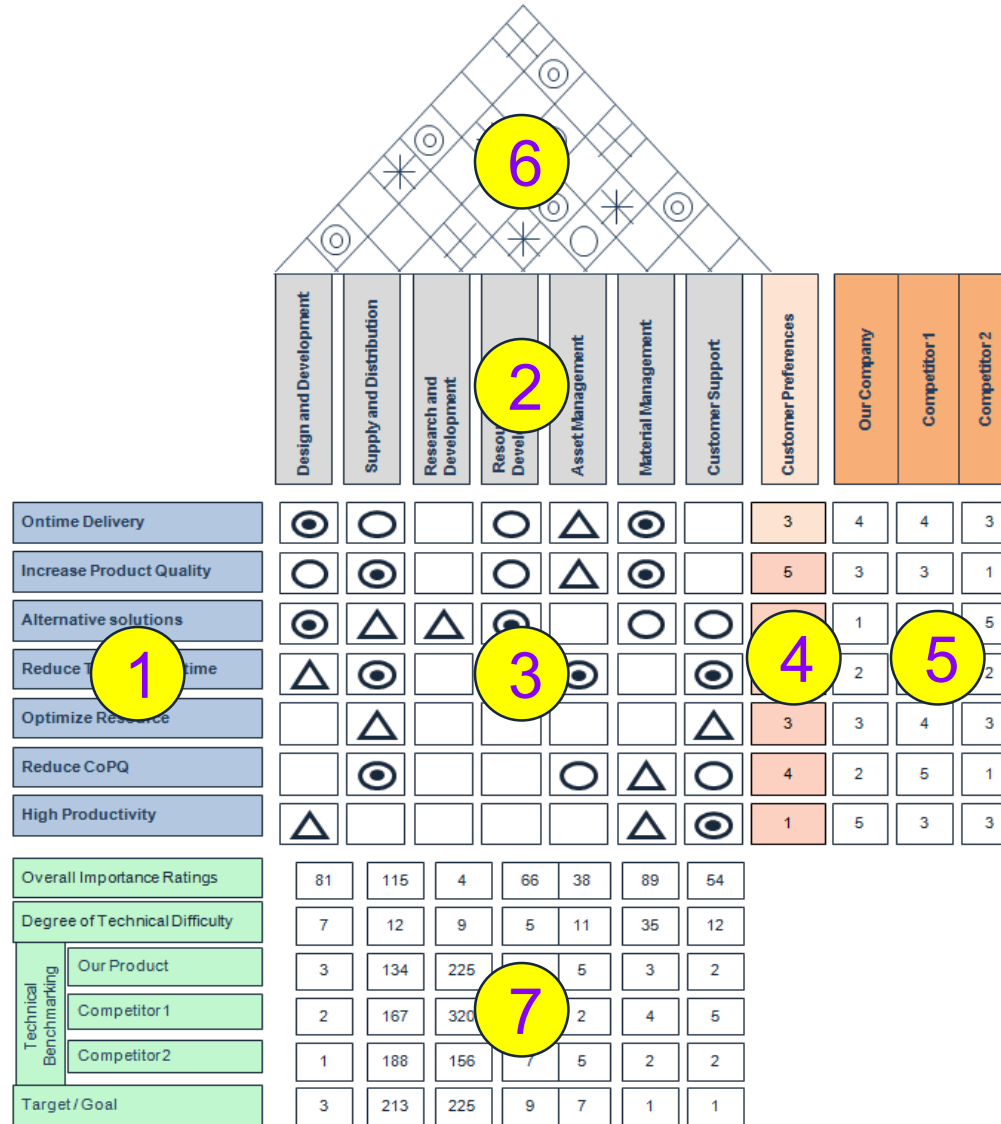 6
Design and Development
Supply and Distribution
Research and
Development
Asset Management
Material Management
Customer Support
Customer Preferences
Our Company
Competitor 1
Competitor 2
2
Ontime Delivery
3 4 4 3
Increase Product Quality
5 3 3 1
Alternative solutions
1 5
Reduce
time
2 2
1 3 4 5
Optimize
3 3 4 3
Reduce CoPQ
4 2 5 1
High Productivity
1 5 3 3
Overall Importance Ratings
81 115 4 66 38 89 54
Degree of Technical Difficulty
7 12 9 5 11 35 12
Technical
Benchmarking
Our Product
3 134 225 5 3 2
7
Competitor1
2 167 320 2 4 5
Competitor2
1 188 156 5 2 2
Target / Goal
3 213 225 9 7 1 1